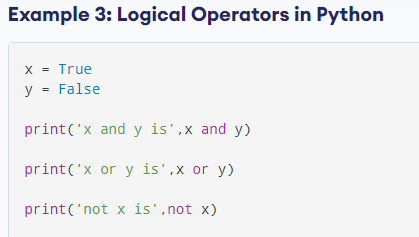 Example 3: Logical Operators in Python
x = True
y = False
print('x and y is',x and y)
print('x or y is',x or y)
print('not x is',not x)